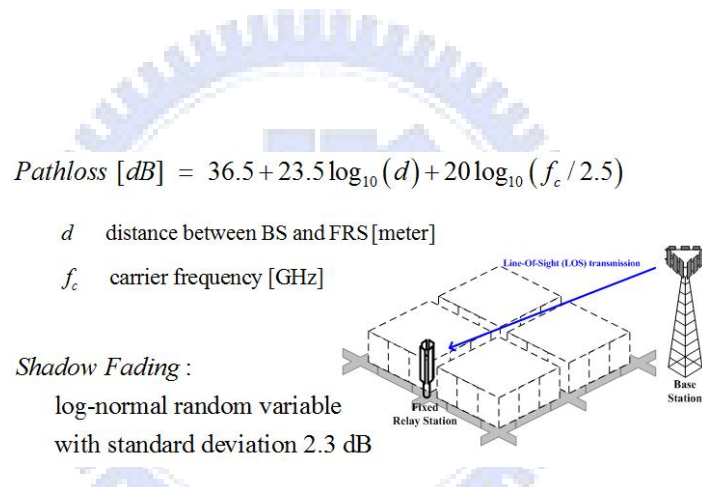 Pathloss [dB] = 36.5 + 23.5 log₁₀ (d) + 20 log₁₀ (f_c / 2.5)
d distance between BS and FRS [meter]
f_c carrier frequency [GHz]
Line-Of-Sight (LOS) transmission
Shadow Fading :
log-normal random variable
with standard deviation 2.3 dB
Fixed
Relay Station
Base
Station